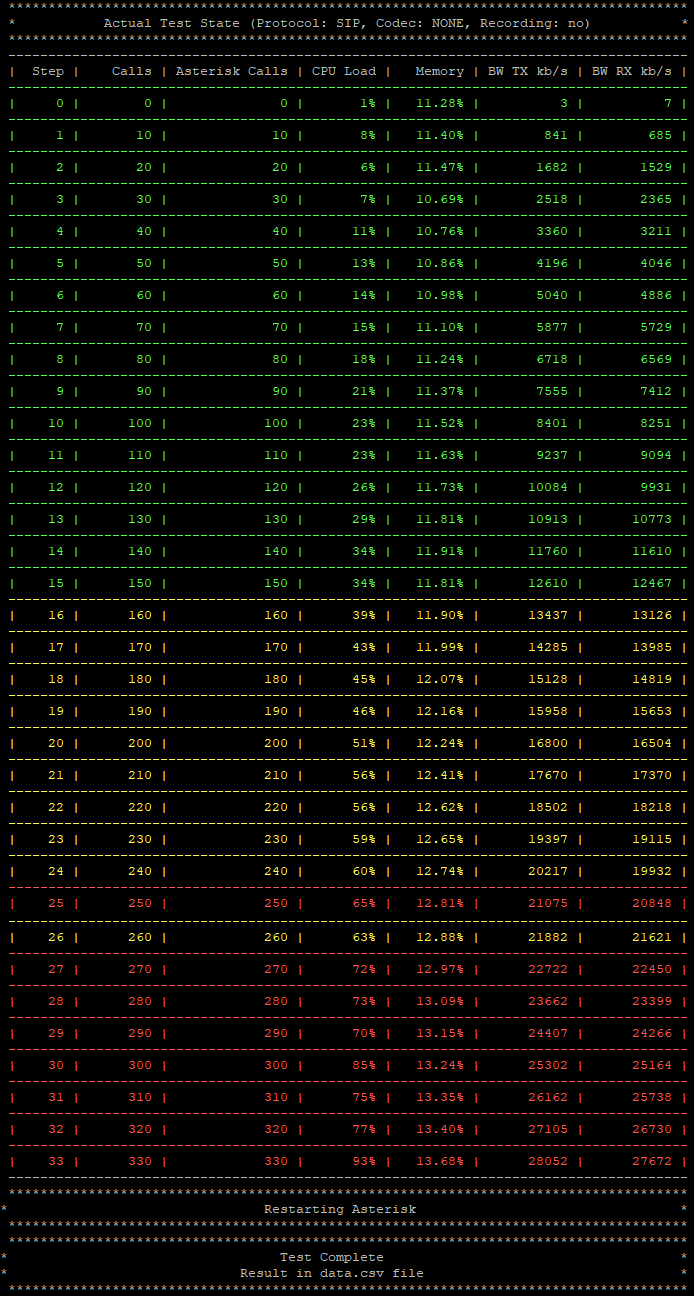 **************************************************************************************
* Actual Test State (Protocol: SIP, Codec: NONE, Recording: no) *
**************************************************************************************
-------------------------------------------------------------------------------------
| Step | Calls | Asterisk Calls | CPU Load | Memory | BW TX kb/s | BW RX kb/s |
-------------------------------------------------------------------------------------
| 0 | 0 | 0 | 1% | 11.28% | 3 | 7 |
-------------------------------------------------------------------------------------
| 1 | 10 | 10 | 8% | 11.40% | 841 | 685 |
-------------------------------------------------------------------------------------
| 2 | 20 | 20 | 6% | 11.47% | 1682 | 1529 |
-------------------------------------------------------------------------------------
| 3 | 30 | 30 | 7% | 10.69% | 2518 | 2365 |
-------------------------------------------------------------------------------------
| 4 | 40 | 40 | 11% | 10.76% | 3360 | 3211 |
-------------------------------------------------------------------------------------
| 5 | 50 | 50 | 13% | 10.86% | 4196 | 4046 |
-------------------------------------------------------------------------------------
| 6 | 60 | 60 | 14% | 10.98% | 5040 | 4886 |
-------------------------------------------------------------------------------------
| 7 | 70 | 70 | 15% | 11.10% | 5877 | 5729 |
-------------------------------------------------------------------------------------
| 8 | 80 | 80 | 18% | 11.24% | 6718 | 6569 |
-------------------------------------------------------------------------------------
| 9 | 90 | 90 | 21% | 11.37% | 7555 | 7412 |
-------------------------------------------------------------------------------------
| 10 | 100 | 100 | 23% | 11.52% | 8401 | 8251 |
-------------------------------------------------------------------------------------
| 11 | 110 | 110 | 23% | 11.63% | 9237 | 9094 |
-------------------------------------------------------------------------------------
| 12 | 120 | 120 | 26% | 11.73% | 10084 | 9931 |
-------------------------------------------------------------------------------------
| 13 | 130 | 130 | 29% | 11.81% | 10913 | 10773 |
-------------------------------------------------------------------------------------
| 14 | 140 | 140 | 34% | 11.91% | 11760 | 11610 |
-------------------------------------------------------------------------------------
| 15 | 150 | 150 | 34% | 11.81% | 12610 | 12467 |
-------------------------------------------------------------------------------------
| 16 | 160 | 160 | 39% | 11.90% | 13437 | 13126 |
-------------------------------------------------------------------------------------
| 17 | 170 | 170 | 43% | 11.99% | 14285 | 13985 |
-------------------------------------------------------------------------------------
| 18 | 180 | 180 | 45% | 12.07% | 15128 | 14819 |
-------------------------------------------------------------------------------------
| 19 | 190 | 190 | 46% | 12.16% | 15958 | 15653 |
-------------------------------------------------------------------------------------
| 20 | 200 | 200 | 51% | 12.24% | 16800 | 16504 |
-------------------------------------------------------------------------------------
| 21 | 210 | 210 | 56% | 12.41% | 17670 | 17370 |
-------------------------------------------------------------------------------------
| 22 | 220 | 220 | 56% | 12.62% | 18502 | 18218 |
-------------------------------------------------------------------------------------
| 23 | 230 | 230 | 59% | 12.65% | 19397 | 19115 |
-------------------------------------------------------------------------------------
| 24 | 240 | 240 | 60% | 12.74% | 20217 | 19932 |
-------------------------------------------------------------------------------------
| 25 | 250 | 250 | 65% | 12.81% | 21075 | 20848 |
-------------------------------------------------------------------------------------
| 26 | 260 | 260 | 63% | 12.88% | 21882 | 21621 |
-------------------------------------------------------------------------------------
| 27 | 270 | 270 | 72% | 12.97% | 22722 | 22450 |
-------------------------------------------------------------------------------------
| 28 | 280 | 280 | 73% | 13.09% | 23662 | 23399 |
-------------------------------------------------------------------------------------
| 29 | 290 | 290 | 70% | 13.15% | 24407 | 24266 |
-------------------------------------------------------------------------------------
| 30 | 300 | 300 | 85% | 13.24% | 25302 | 25164 |
-------------------------------------------------------------------------------------
| 31 | 310 | 310 | 75% | 13.35% | 26162 | 25738 |
-------------------------------------------------------------------------------------
| 32 | 320 | 320 | 77% | 13.40% | 27105 | 26730 |
-------------------------------------------------------------------------------------
| 33 | 330 | 330 | 93% | 13.68% | 28052 | 27672 |
-------------------------------------------------------------------------------------
*************************************************************************************
* Restarting Asterisk *
*************************************************************************************
*************************************************************************************
* Test Complete *
* Result in data.csv file *
*************************************************************************************